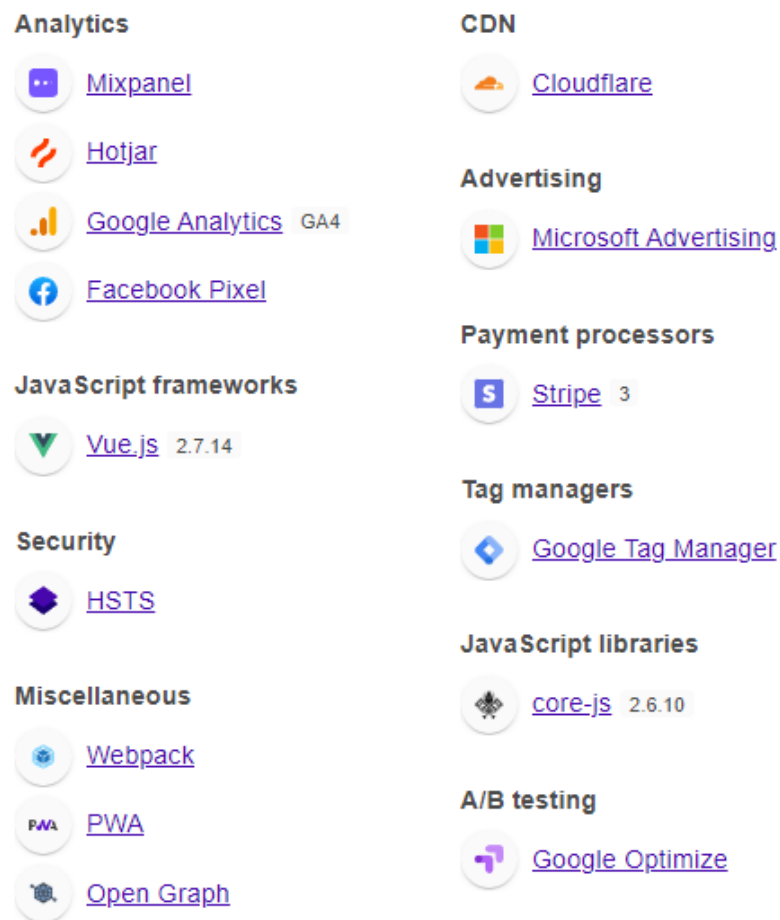 Analytics
Mixpanel
Hotjar
Google Analytics GA4
Facebook Pixel
JavaScript frameworks
Vue.js 2.7.14
Security
HSTS
Miscellaneous
Webpack
PWA PWA
Open Graph
CDN
Cloudflare
Advertising
Microsoft Advertising
Payment processors
S Stripe 3
Tag managers
Google Tag Manager
JavaScript libraries
core-js 2.6.10
A/B testing
Google Optimize